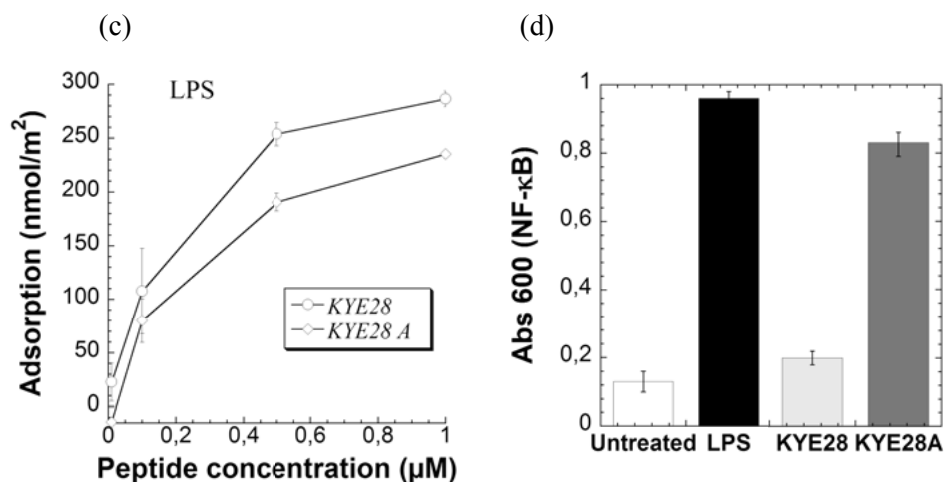 (c)
LPS
Adsorption (nmol/m²)
300
250
200
150
100
50
0
0
0,2
0,4
0,6
0,8
1
Peptide concentration (µM)
KYE28
KYE28 A
(d)
Abs 600 (NF-κB)
1
0,8
0,6
0,4
0,2
0
Untreated
LPS
KYE28
KYE28A